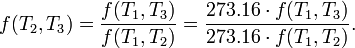 f(T_2,T_3) = \frac{f(T_1,T_3)}{f(T_1,T_2)} = \frac{273.16 \cdot f(T_1,T_3)}{273.16 \cdot f(T_1,T_2)}.